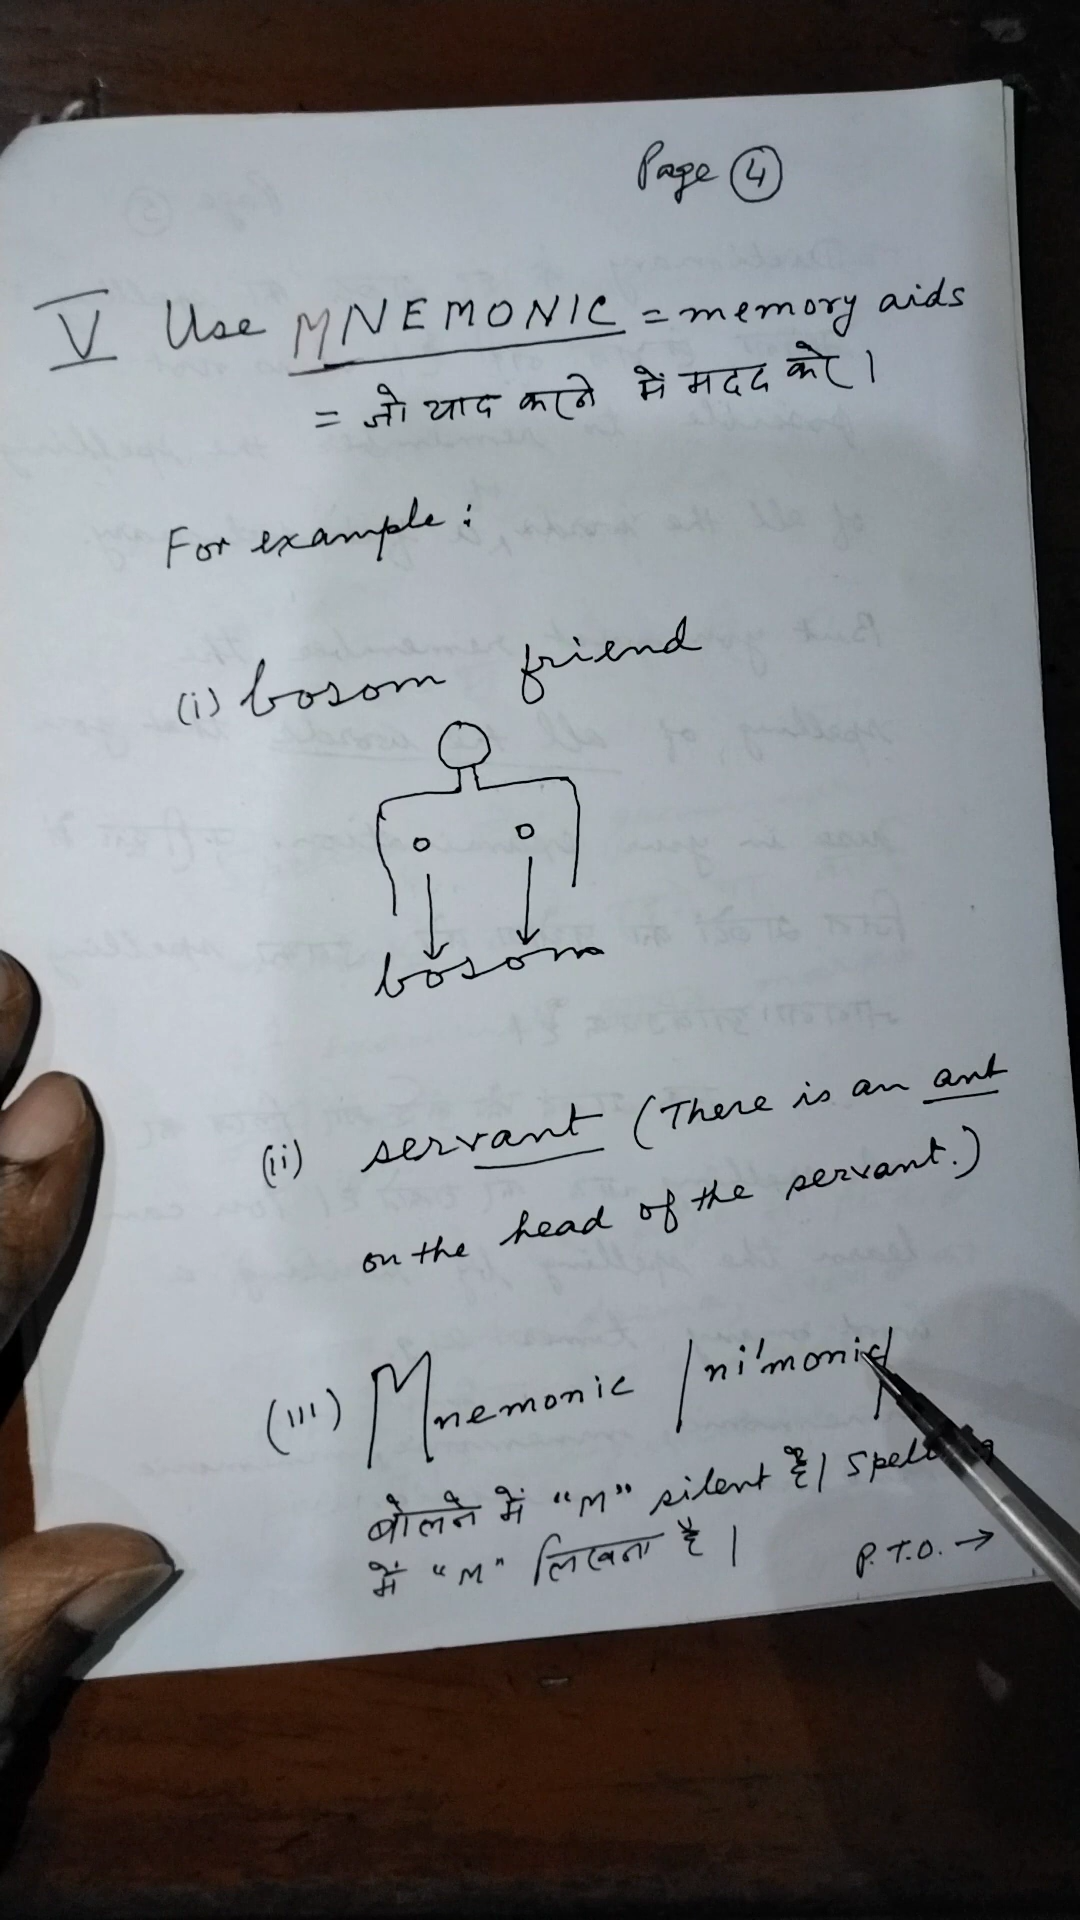 Page 4
V Use MNEMONIC = memory aids
= जो याद करने में मदद करे।
For example:
(i) bosom friend
bosom
(ii) servant (There is an ant
on the head of the servant.)
(iii) Mnemonic /ni'monic/
बोलने में "M" silent है। Spell
में "M" लिखना है।
P.T.O. →